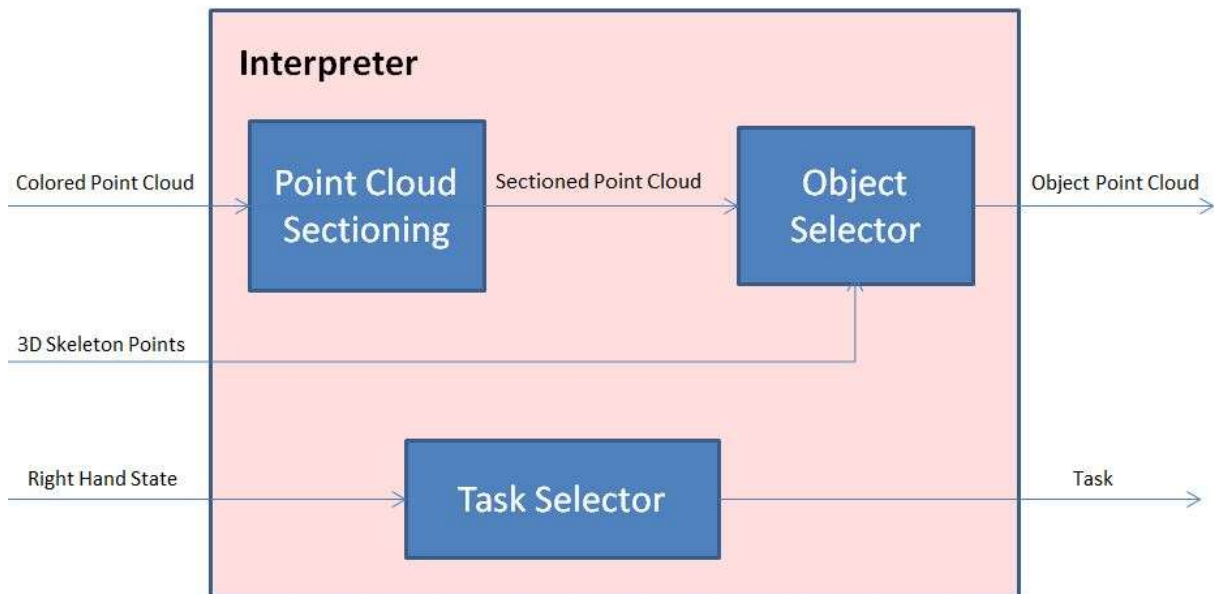 Interpreter
Colored Point Cloud
Point Cloud
Sectioning
Sectioned Point Cloud
Object
Selector
Object Point Cloud
3D Skeleton Points
Right Hand State
Task Selector
Task